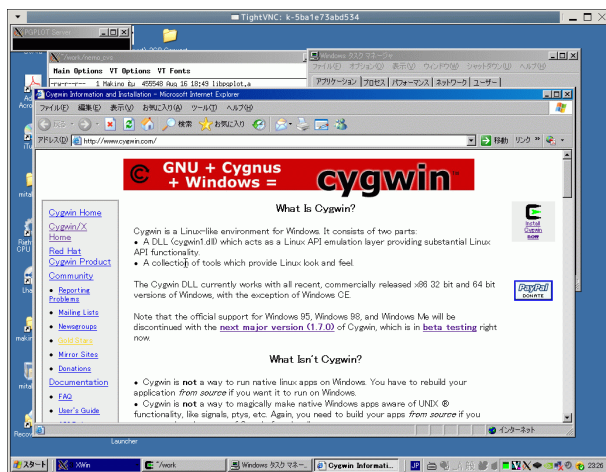 TightVNC: k-5ba1e73abd534
PGPLOT Server
"/work/nemo_cvs
Main Options VT Options VT Fonts
Windows タスク マネージャ
アプリケーション プロセス パフォーマンス ネットワーク ユーザー
Cygwin Information and Installation - Microsoft Internet Explorer
ファイル(F) 編集(E) 表示(V) お気に入り(A) ツール(T) ヘルプ(H)
検索 お気に入り
アドレス(D) http://www.cygwin.com/
移動 リンク »
GNU + Cygnus
+ Windows =
cygwin
Cygwin Home
Cygwin/X
Home
Red Hat
Cygwin Product
Community
• Reporting
Problems
• Mailing Lists
• Newsgroups
• Gold Stars
• Mirror Sites
• Donations
Documentation
• FAQ
• User's Guide
What Is Cygwin?
Cygwin is a Linux-like environment for Windows. It consists of two parts:
• A DLL (cygwin1.dll) which acts as a Linux API emulation layer providing substantial Linux
API functionality.
• A collection of tools which provide Linux look and feel.
The Cygwin DLL currently works with all recent, commercially released x86 32 bit and 64 bit
versions of Windows, with the exception of Windows CE.
Note that the official support for Windows 95, Windows 98, and Windows Me will be
discontinued with the next major version (1.7.0) of Cygwin, which is in beta testing right
now.
What Isn't Cygwin?
• Cygwin is not a way to run native linux apps on Windows. You have to rebuild your
application from source if you want it to run on Windows.
• Cygwin is not a way to magically make native Windows apps aware of UNIX ®
functionality, like signals, ptys, etc. Again, you need to build your apps from source if you
Install
Cygwin
now
PayPal
DONATE
インターネット
Launcher
スタート
XWin
~/work
Windows タスク マネー...
Cygwin Informati...
JP
23:26